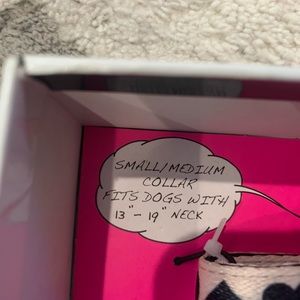 SMALL/MEDIUM
COLLAR
FITS DOGS WITH
13" - 19" NECK